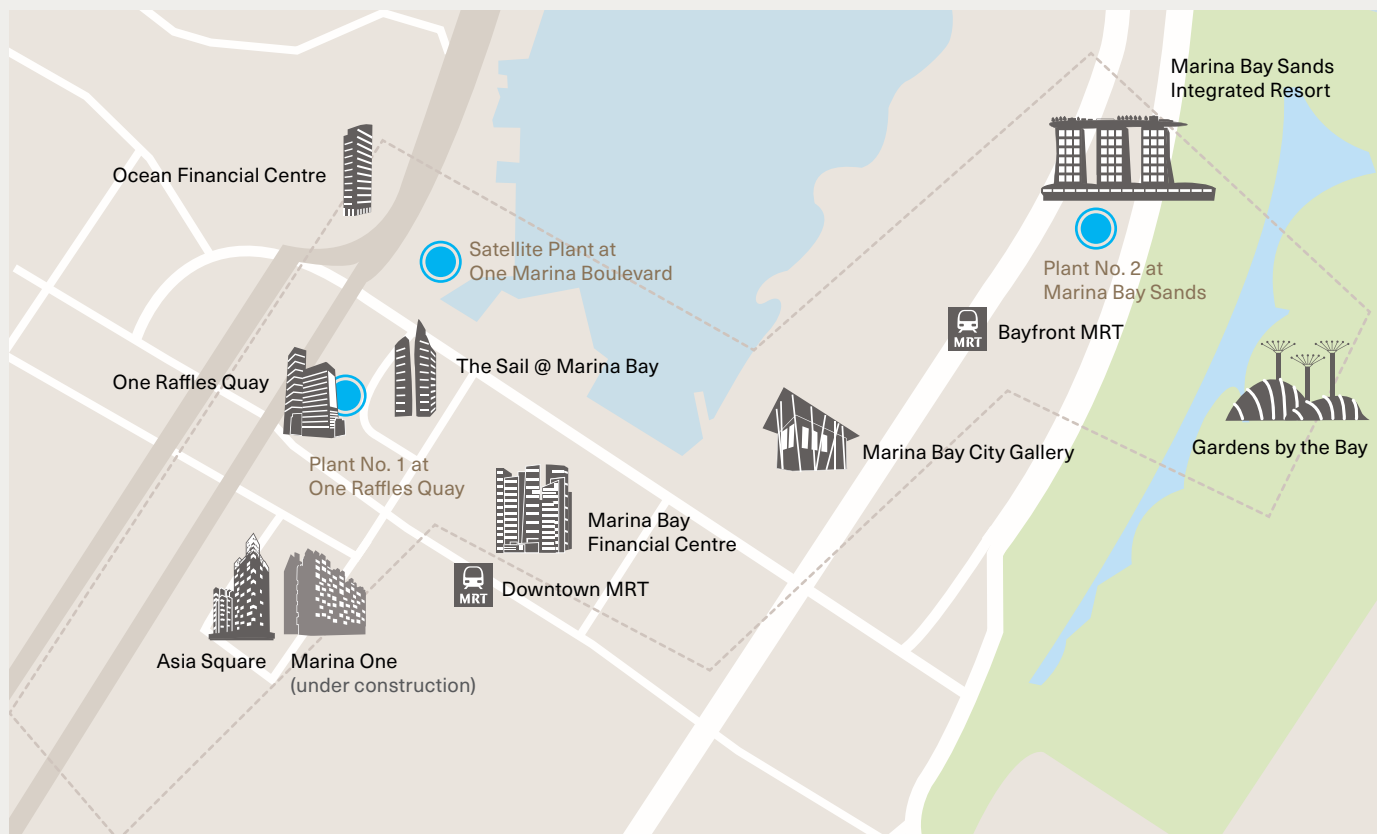 Marina Bay Sands
Integrated Resort
Ocean Financial Centre
Satellite Plant at
One Marina Boulevard
Plant No. 2 at
Marina Bay Sands
MRT
Bayfront MRT
The Sail @ Marina Bay
One Raffles Quay
Plant No. 1 at
One Raffles Quay
Marina Bay City Gallery
Gardens by the Bay
Marina Bay
Financial Centre
MRT
Downtown MRT
Asia Square
Marina One
(under construction)